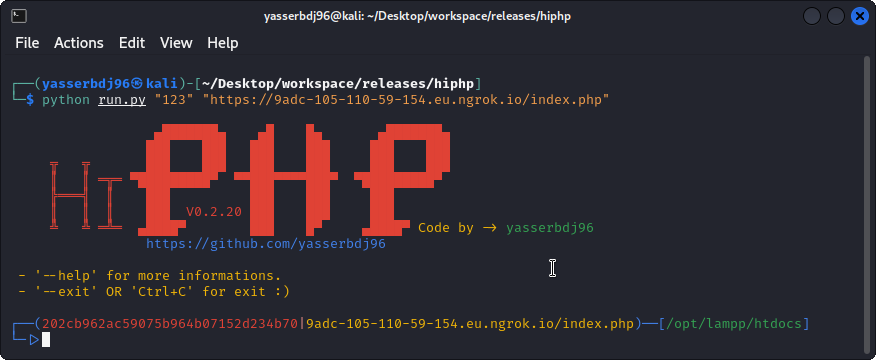 yasserbdj96@kali: ~/Desktop/workspace/releases/hiphp
File Actions Edit View Help
┌──(yasserbdj96㉿kali)-[~/Desktop/workspace/releases/hiphp]
└─$ python run.py "123" "https://9adc-105-110-59-154.eu.ngrok.io/index.php"
Hi PHP
V0.2.20
Code by -> yasserbdj96
https://github.com/yasserbdj96
- '--help' for more informations.
- '--exit' OR 'Ctrl+C' for exit :)
┌──(202cb962ac59075b964b07152d234b70|9adc-105-110-59-154.eu.ngrok.io/index.php)──[/opt/lampp/htdocs]
└─▷